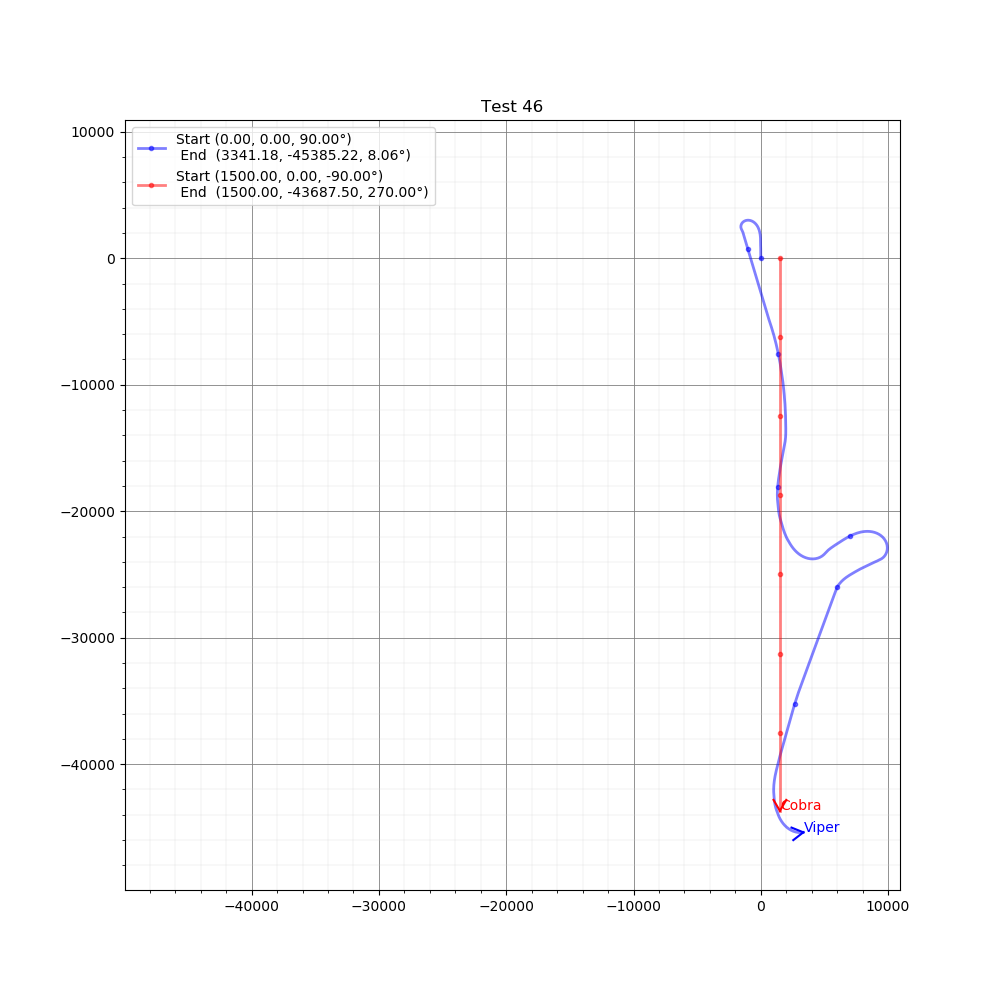 Test 46
Start (0.00, 0.00, 90.00°)
End  (3341.18, -45385.22, 8.06°)
Start (1500.00, 0.00, -90.00°)
End  (1500.00, -43687.50, 270.00°)
10000
0
−10000
−20000
−30000
−40000
Cobra
Viper
−40000 −30000 −20000 −10000 0 10000